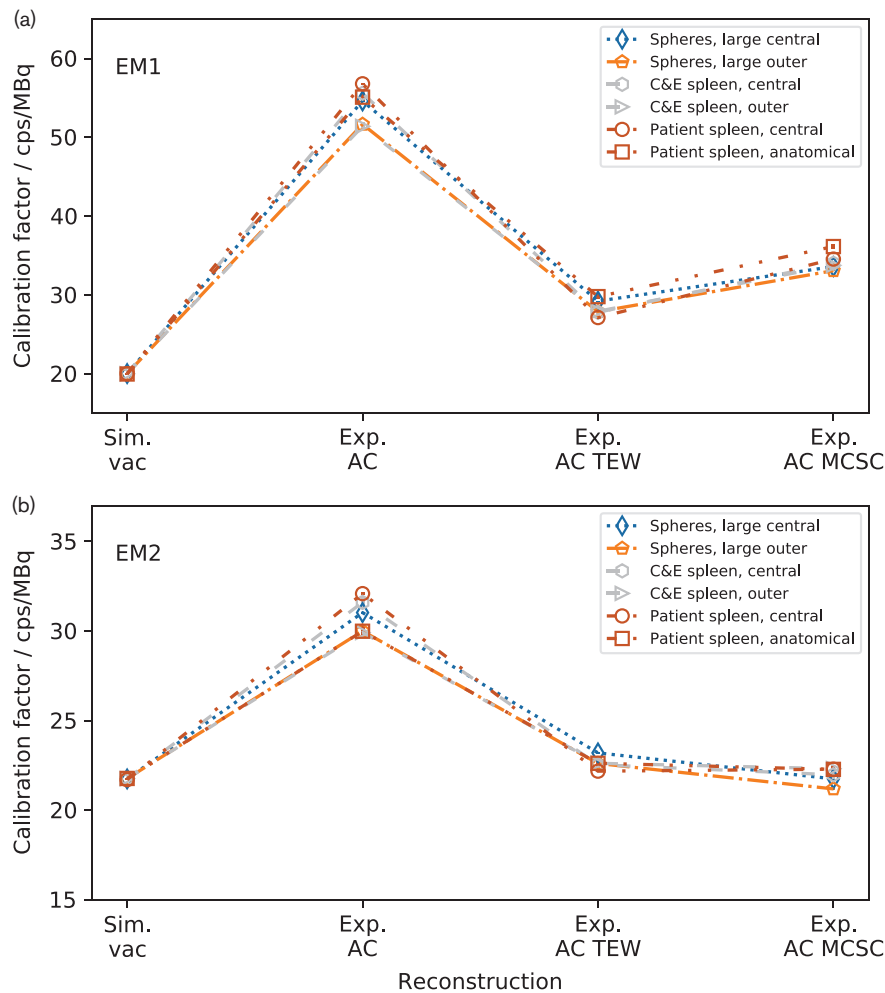 (a)
Calibration factor / cps/MBq
60
50
40
30
20
EM1
Spheres, large central
Spheres, large outer
C&E spleen, central
C&E spleen, outer
Patient spleen, central
Patient spleen, anatomical
Sim.
vac
Exp.
AC
Exp.
AC TEW
Exp.
AC MCSC
(b)
Calibration factor / cps/MBq
35
30
25
20
15
EM2
Spheres, large central
Spheres, large outer
C&E spleen, central
C&E spleen, outer
Patient spleen, central
Patient spleen, anatomical
Sim.
vac
Exp.
AC
Exp.
AC TEW
Exp.
AC MCSC
Reconstruction